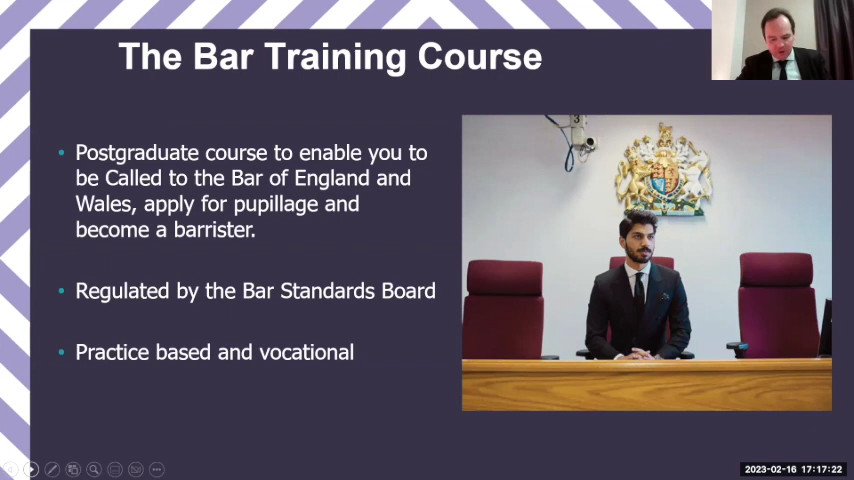 The Bar Training Course
• Postgraduate course to enable you to
be Called to the Bar of England and
Wales, apply for pupillage and
become a barrister.
• Regulated by the Bar Standards Board
• Practice based and vocational
2023-02-16 17:17:22